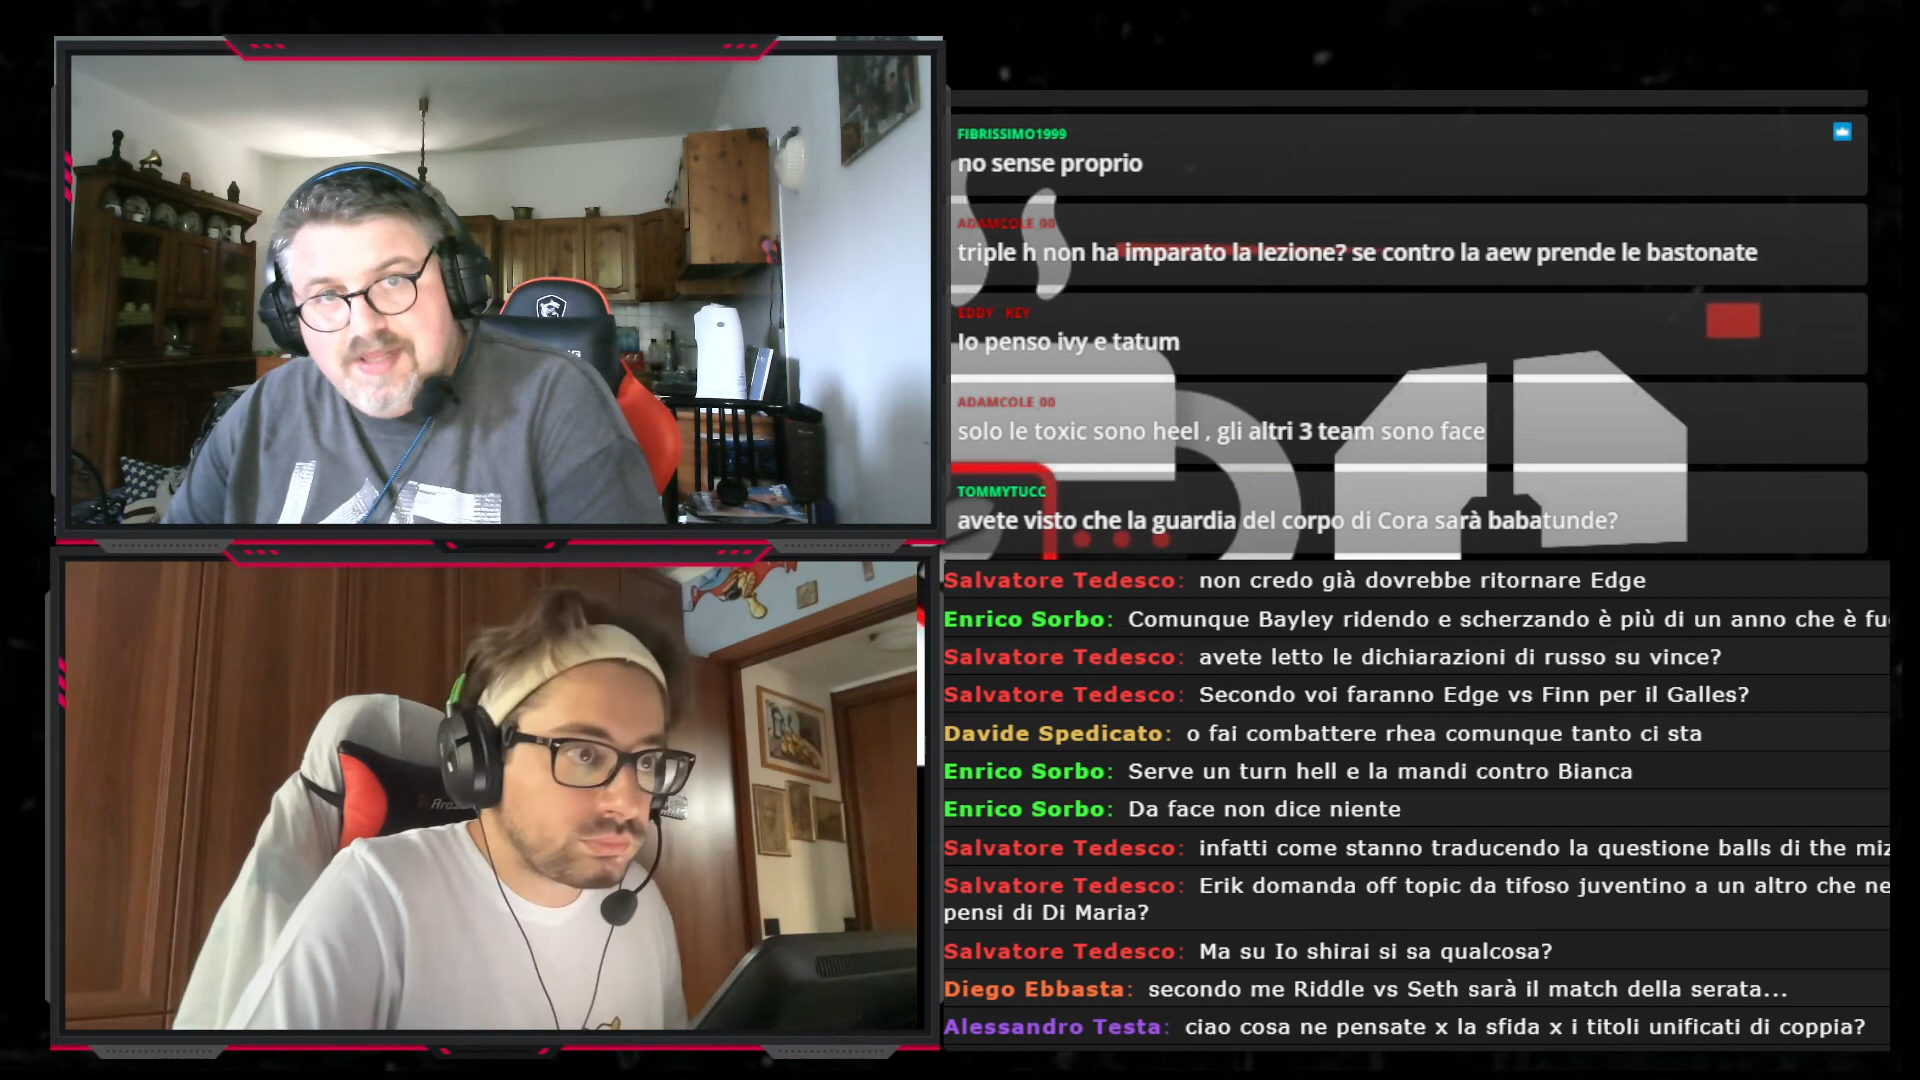 FIBRISSIMO1999
no sense proprio
ADAMCOLE_00
triple h non ha imparato la lezione? se contro la aew prende le bastonate
EDDY_KEY
Io penso ivy e tatum
ADAMCOLE_00
solo le toxic sono heel , gli altri 3 team sono face
TOMMYTUCC
avete visto che la guardia del corpo di Cora sarà babatunde?
Salvatore Tedesco: non credo già dovrebbe ritornare Edge
Enrico Sorbo: Comunque Bayley ridendo e scherzando è più di un anno che è fu
Salvatore Tedesco: avete letto le dichiarazioni di russo su vince?
Salvatore Tedesco: Secondo voi faranno Edge vs Finn per il Galles?
Davide Spedicato: o fai combattere rhea comunque tanto ci sta
Enrico Sorbo: Serve un turn hell e la mandi contro Bianca
Enrico Sorbo: Da face non dice niente
Salvatore Tedesco: infatti come stanno traducendo la questione balls di the miz
Salvatore Tedesco: Erik domanda off topic da tifoso juventino a un altro che ne
pensi di Di Maria?
Salvatore Tedesco: Ma su Io shirai si sa qualcosa?
Diego Ebbasta: secondo me Riddle vs Seth sarà il match della serata...
Alessandro Testa: ciao cosa ne pensate x la sfida x i titoli unificati di coppia?